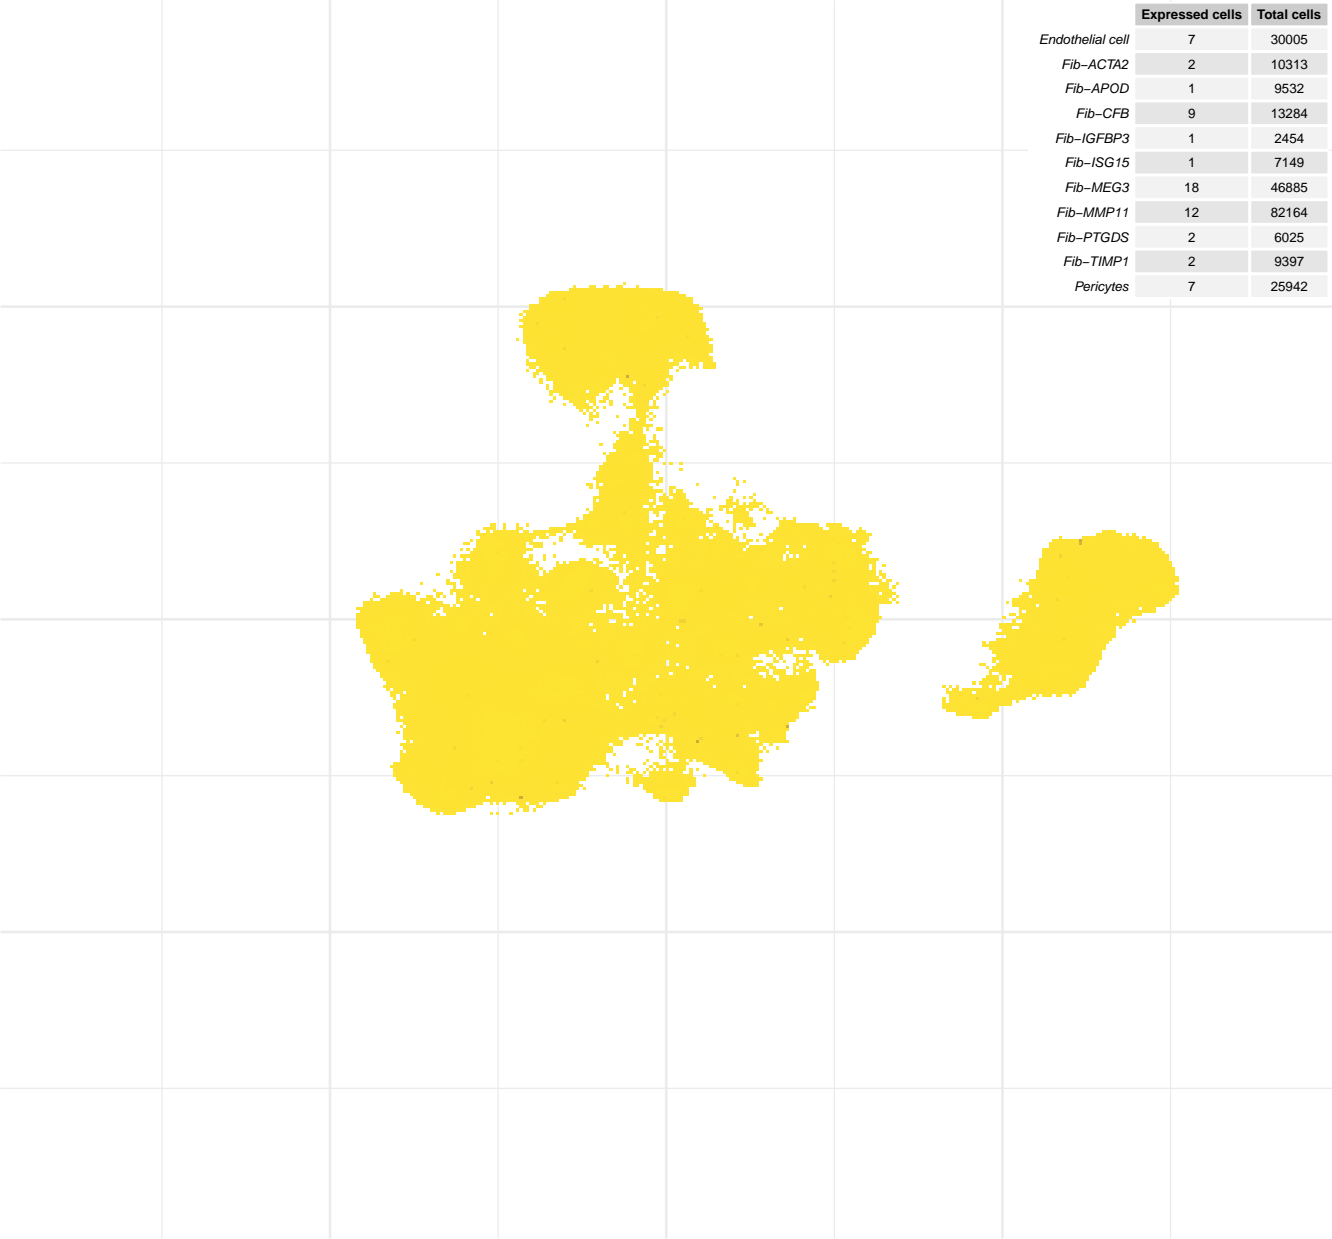 Expressed cells Total cells
Endothelial cell 7 30005
Fib−ACTA2 2 10313
Fib−APOD 1 9532
Fib−CFB 9 13284
Fib−IGFBP3 1 2454
Fib−ISG15 1 7149
Fib−MEG3 18 46885
Fib−MMP11 12 82164
Fib−PTGDS 2 6025
Fib−TIMP1 2 9397
Pericytes 7 25942